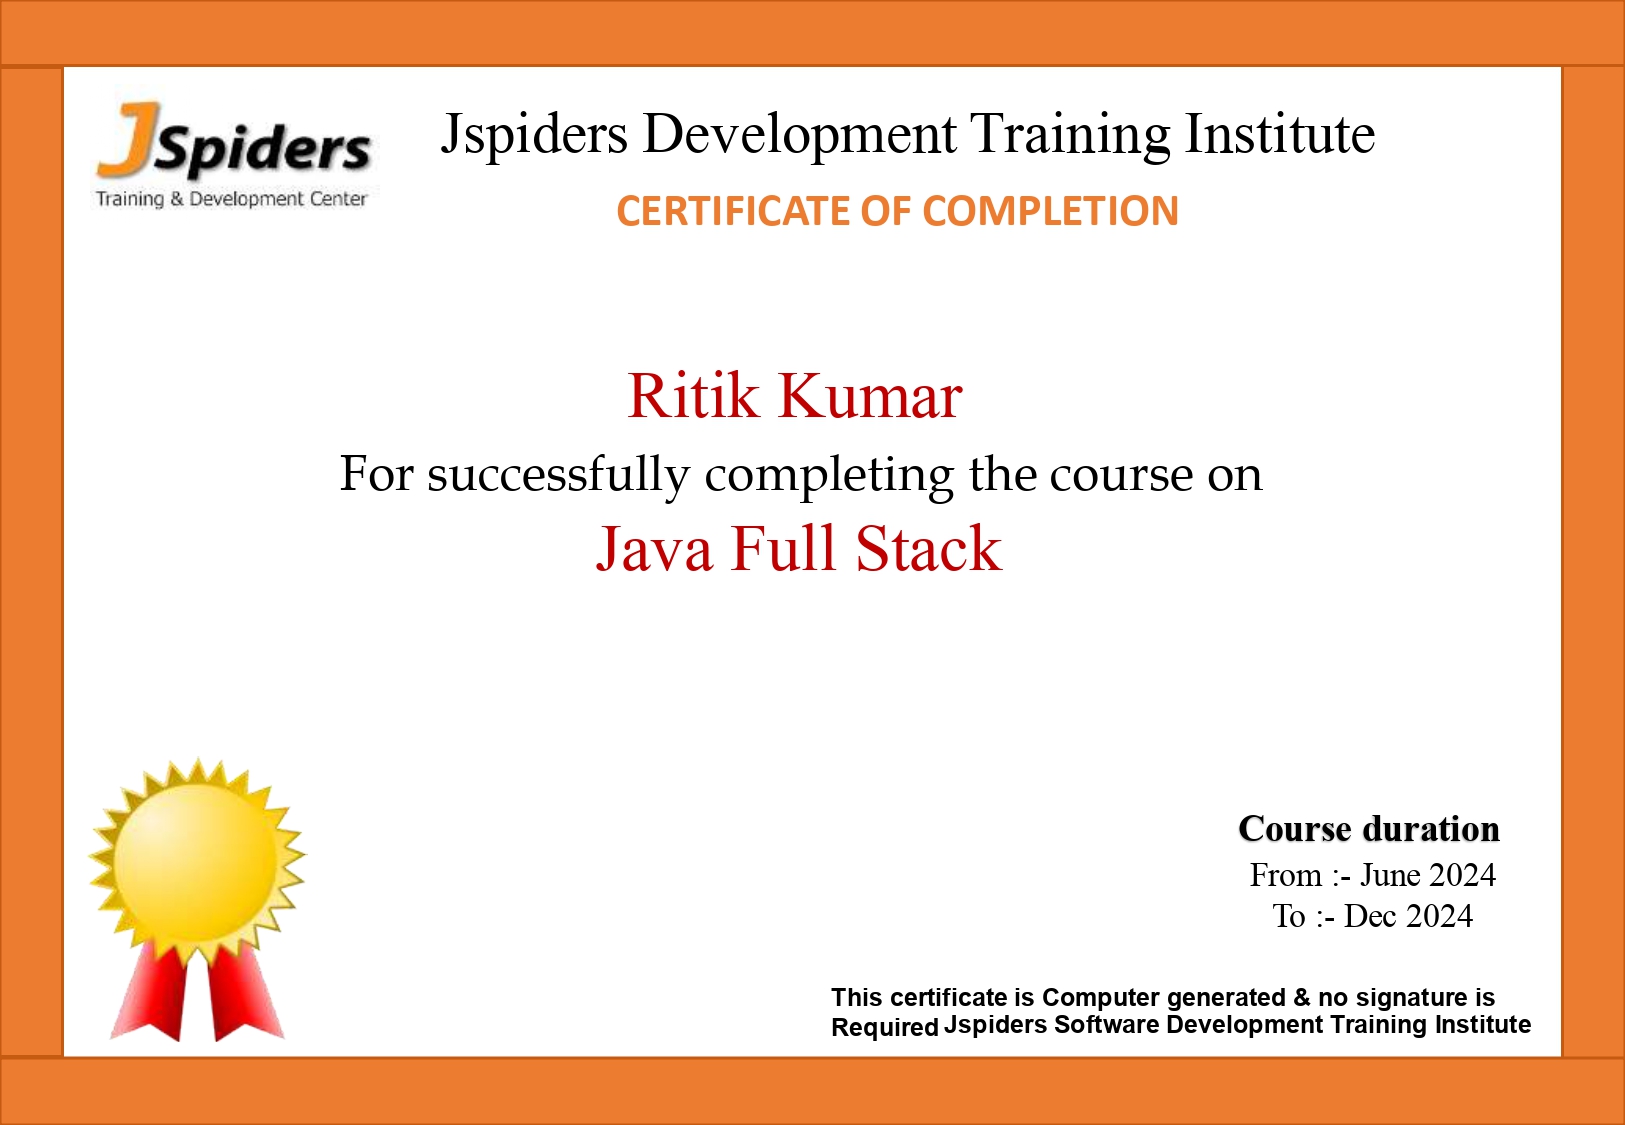 JSpiders
Training & Development Center
Jspiders Development Training Institute
CERTIFICATE OF COMPLETION
Ritik Kumar
For successfully completing the course on
Java Full Stack
Course duration
From :- June 2024
To :- Dec 2024
This certificate is Computer generated & no signature is
Required Jspiders Software Development Training Institute